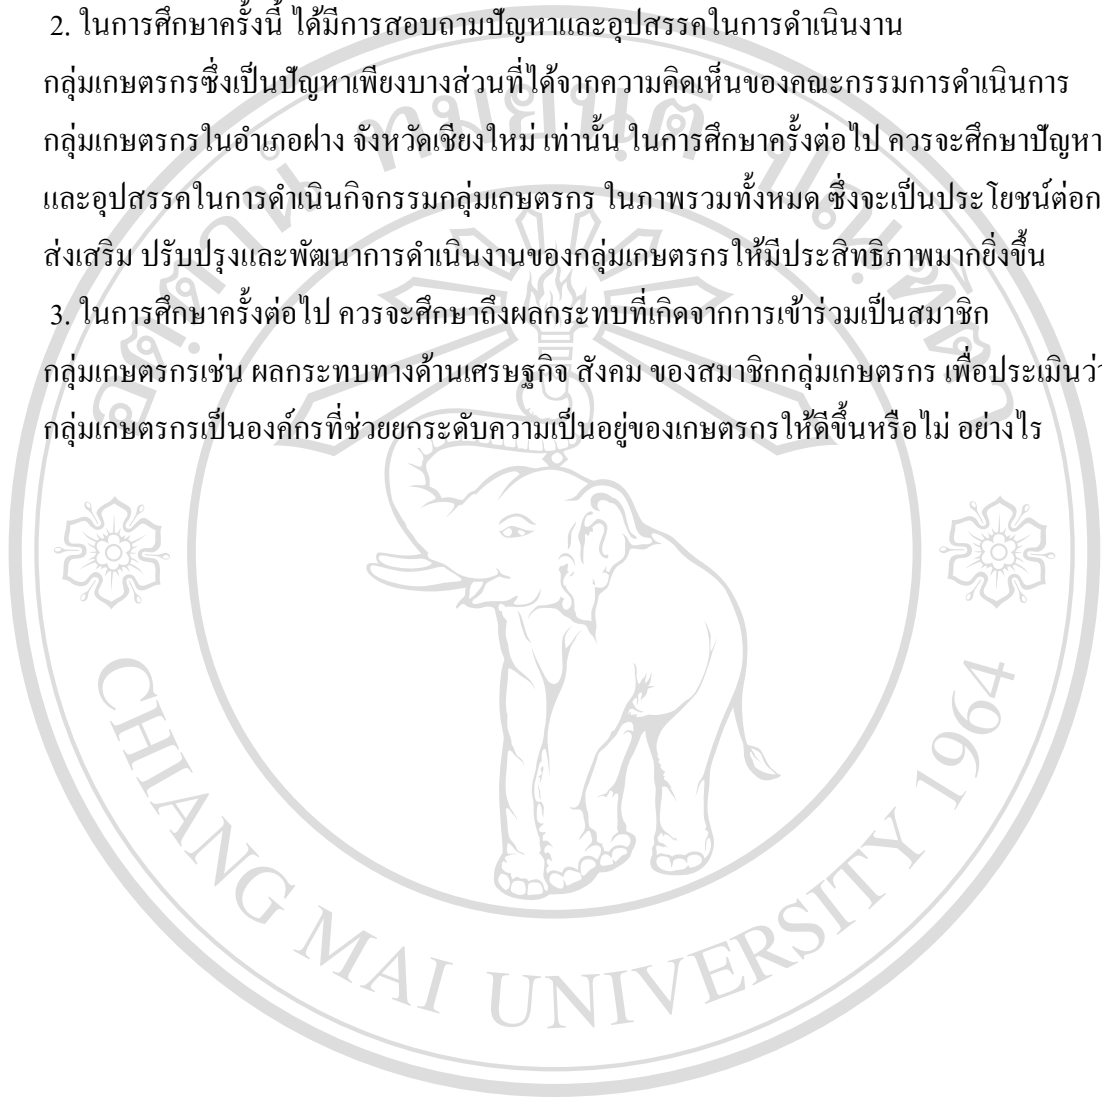 2. ในการศึกษาครั้งนี้ ได้มีการสอบถามปัญหาและอุปสรรคในการดำเนินงาน
กลุ่มเกษตรกรซึ่งเป็นปัญหาเพียงบางส่วนที่ได้จากความคิดเห็นของคณะกรรมการดำเนินการ
กลุ่มเกษตรกรในอำเภอฝาง จังหวัดเชียงใหม่ เท่านั้น ในการศึกษาครั้งต่อไป ควรจะศึกษาปัญหา
และอุปสรรคในการดำเนินกิจกรรมกลุ่มเกษตรกร ในภาพรวมทั้งหมด ซึ่งจะเป็นประโยชน์ต่อก
ส่งเสริม ปรับปรุงและพัฒนาการดำเนินงานของกลุ่มเกษตรกรให้มีประสิทธิภาพมากยิ่งขึ้น
3. ในการศึกษาครั้งต่อไป ควรจะศึกษาถึงผลกระทบที่เกิดจากการเข้าร่วมเป็นสมาชิก
กลุ่มเกษตรกรเช่น ผลกระทบทางด้านเศรษฐกิจ สังคม ของสมาชิกกลุ่มเกษตรกร เพื่อประเมินว่
กลุ่มเกษตรกรเป็นองค์กรที่ช่วยยกระดับความเป็นอยู่ของเกษตรกรให้ดีขึ้นหรือไม่ อย่างไร
อตฺตานํ ทมยนฺติ ปณฺฑิตา
CHIANG MAI UNIVERSITY 1964